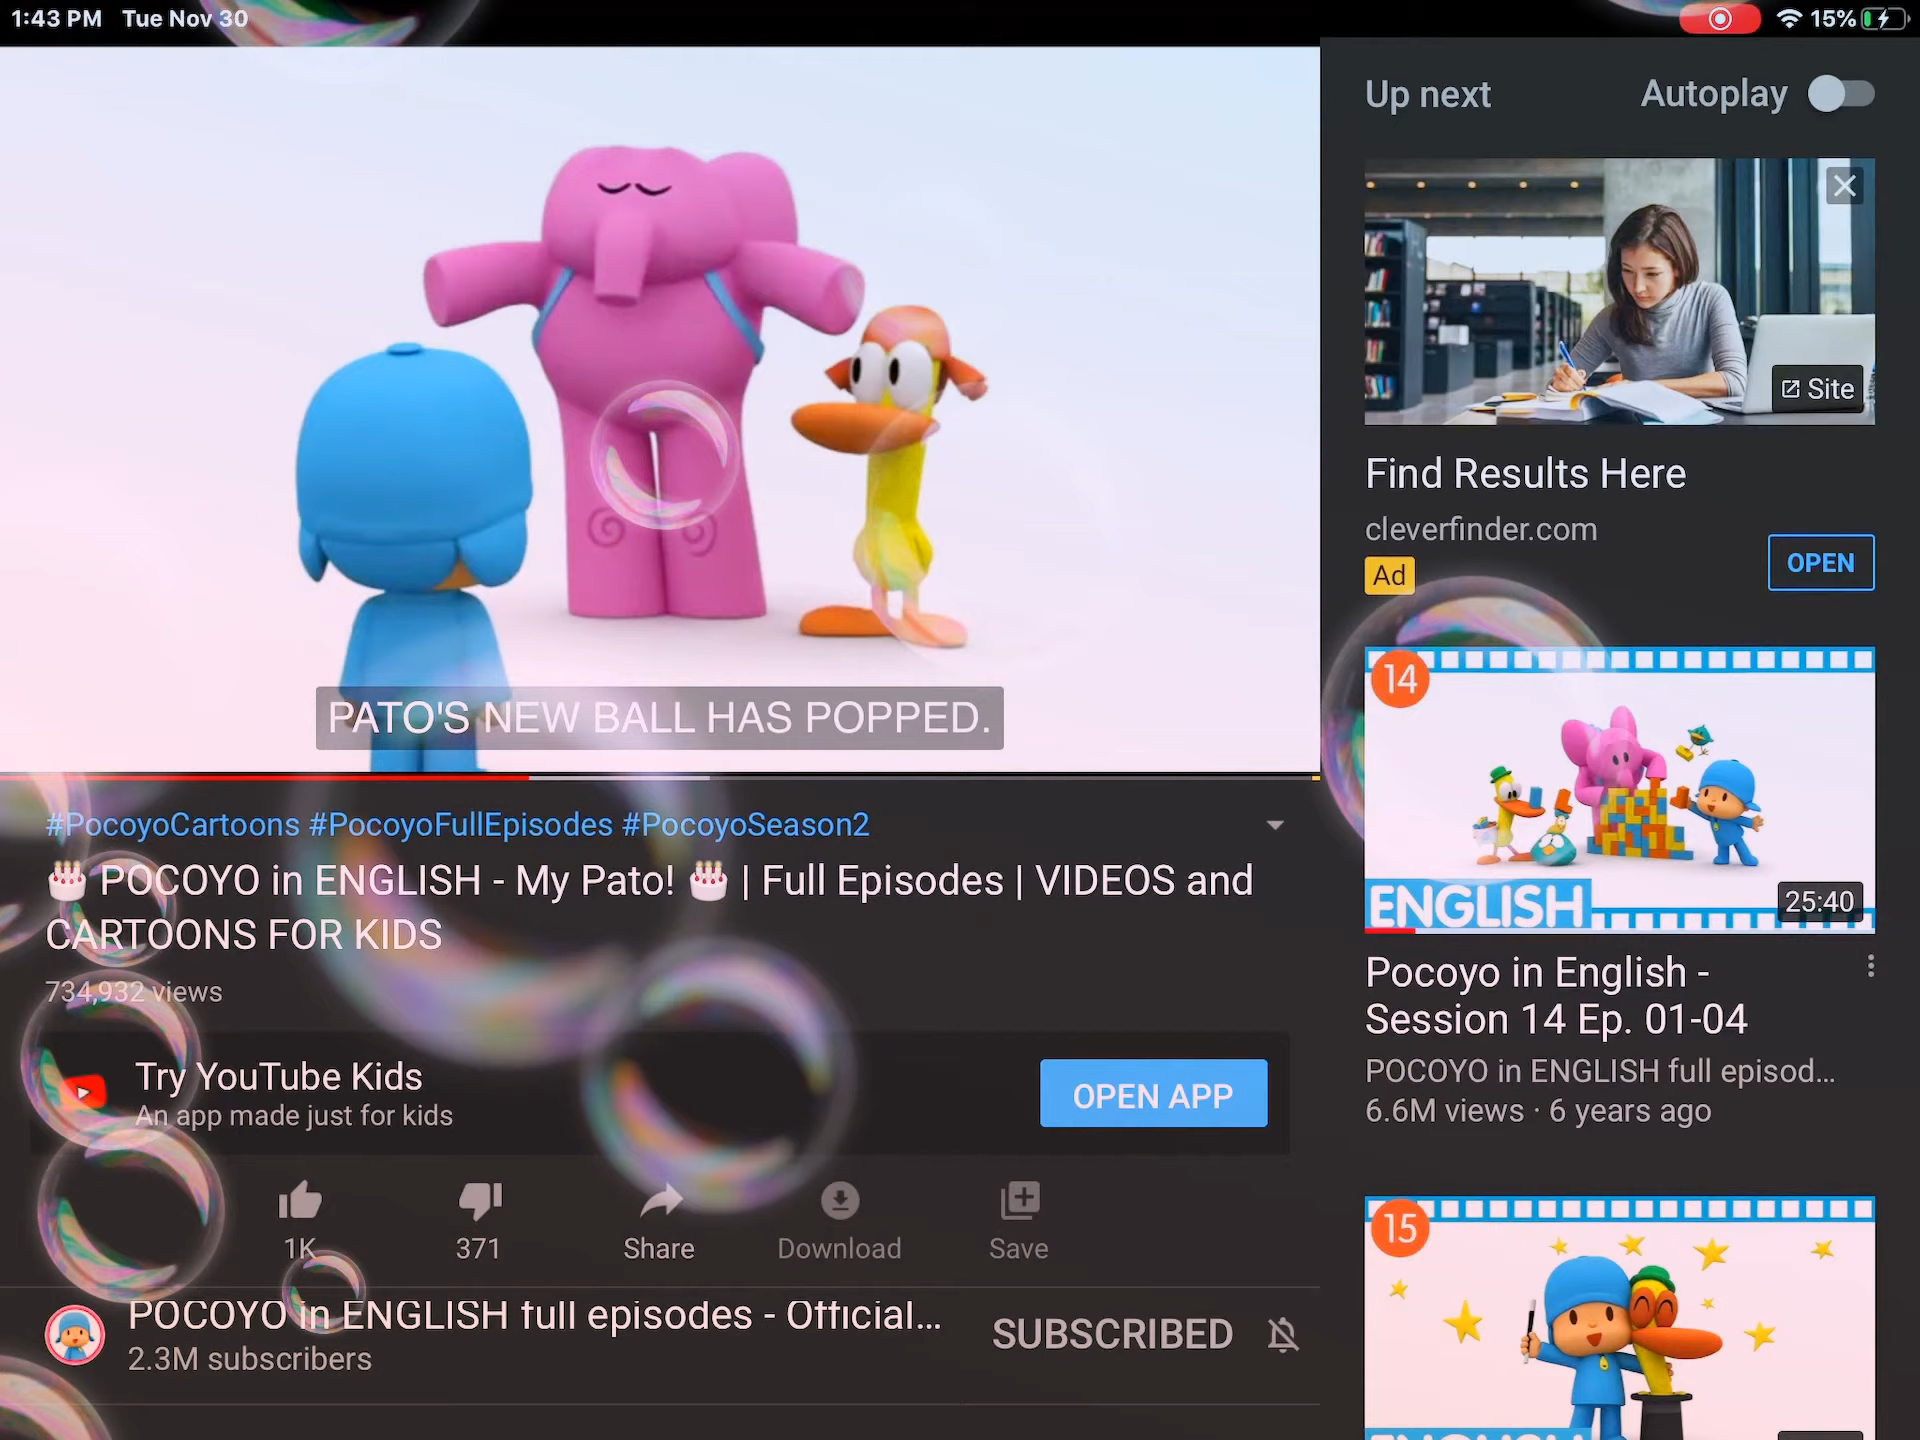 1:43 PM Tue Nov 30
15%
PATO'S NEW BALL HAS POPPED.
#PocoyoCartoons #PocoyoFullEpisodes #PocoyoSeason2
🎂 POCOYO in ENGLISH - My Pato! 🎂 | Full Episodes | VIDEOS and
CARTOONS FOR KIDS
734,932 views
Try YouTube Kids
An app made just for kids
OPEN APP
1K
371
Share
Download
Save
POCOYO in ENGLISH full episodes - Official...
2.3M subscribers
SUBSCRIBED
Up next
Autoplay
Site
Find Results Here
cleverfinder.com
Ad
OPEN
14
ENGLISH
25:40
Pocoyo in English -
Session 14 Ep. 01-04
POCOYO in ENGLISH full episod...
6.6M views · 6 years ago
15